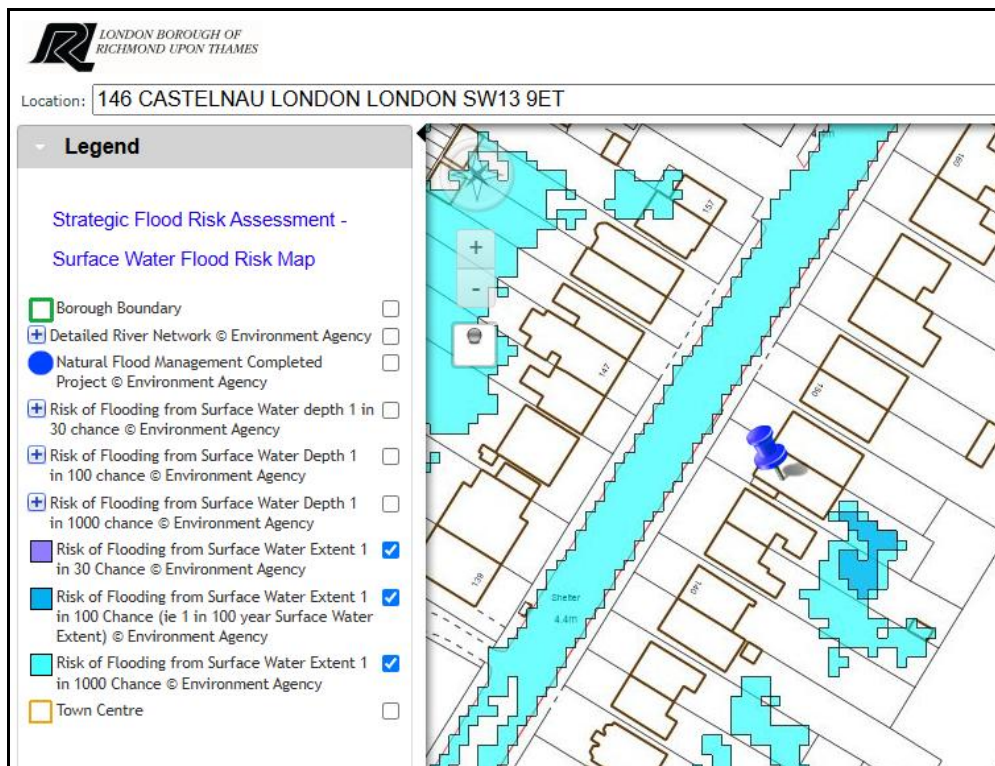 LONDON BOROUGH OF
RICHMOND UPON THAMES
Location: 146 CASTELNAU LONDON LONDON SW13 9ET
Legend
Strategic Flood Risk Assessment -
Surface Water Flood Risk Map
Borough Boundary
Detailed River Network © Environment Agency
Natural Flood Management Completed
Project © Environment Agency
Risk of Flooding from Surface Water depth 1 in
30 chance © Environment Agency
Risk of Flooding from Surface Water Depth 1
in 100 chance © Environment Agency
Risk of Flooding from Surface Water Depth 1
in 1000 chance © Environment Agency
Risk of Flooding from Surface Water Extent 1
in 30 Chance © Environment Agency
Risk of Flooding from Surface Water Extent 1
in 100 Chance (ie 1 in 100 year Surface Water
Extent) © Environment Agency
Risk of Flooding from Surface Water Extent 1
in 1000 Chance © Environment Agency
Town Centre
+
-
160
157
147
150
139
140
Shelter
4.4m